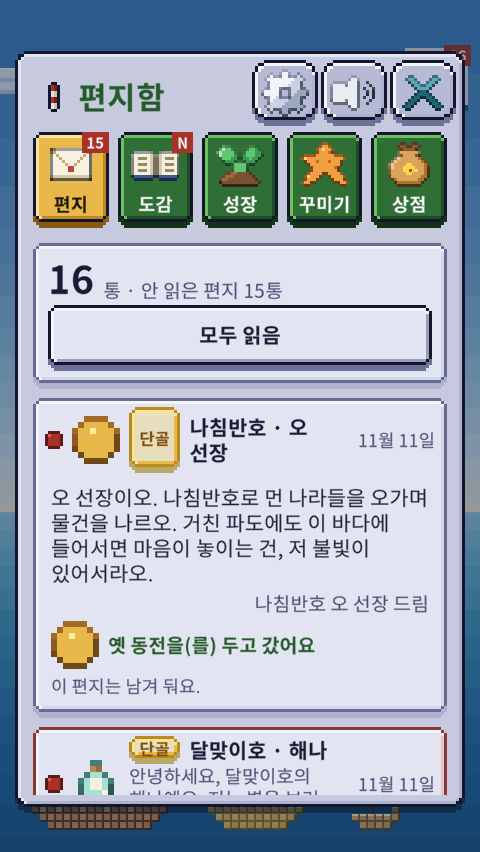 편지함
15
N
편지
도감
성장
꾸미기
상점
16 통 · 안 읽은 편지 15통
모두 읽음
단골
나침반호 · 오
선장
11월 11일
오 선장이오. 나침반호로 먼 나라들을 오가며
물건을 나르오. 거친 파도에도 이 바다에
들어서면 마음이 놓이는 건, 저 불빛이
있어서라오.
나침반호 오 선장 드림
옛 동전을(를) 두고 갔어요
이 편지는 남겨 둬요.
단골
달맞이호 · 해나
안녕하세요, 달맞이호의
11월 11일